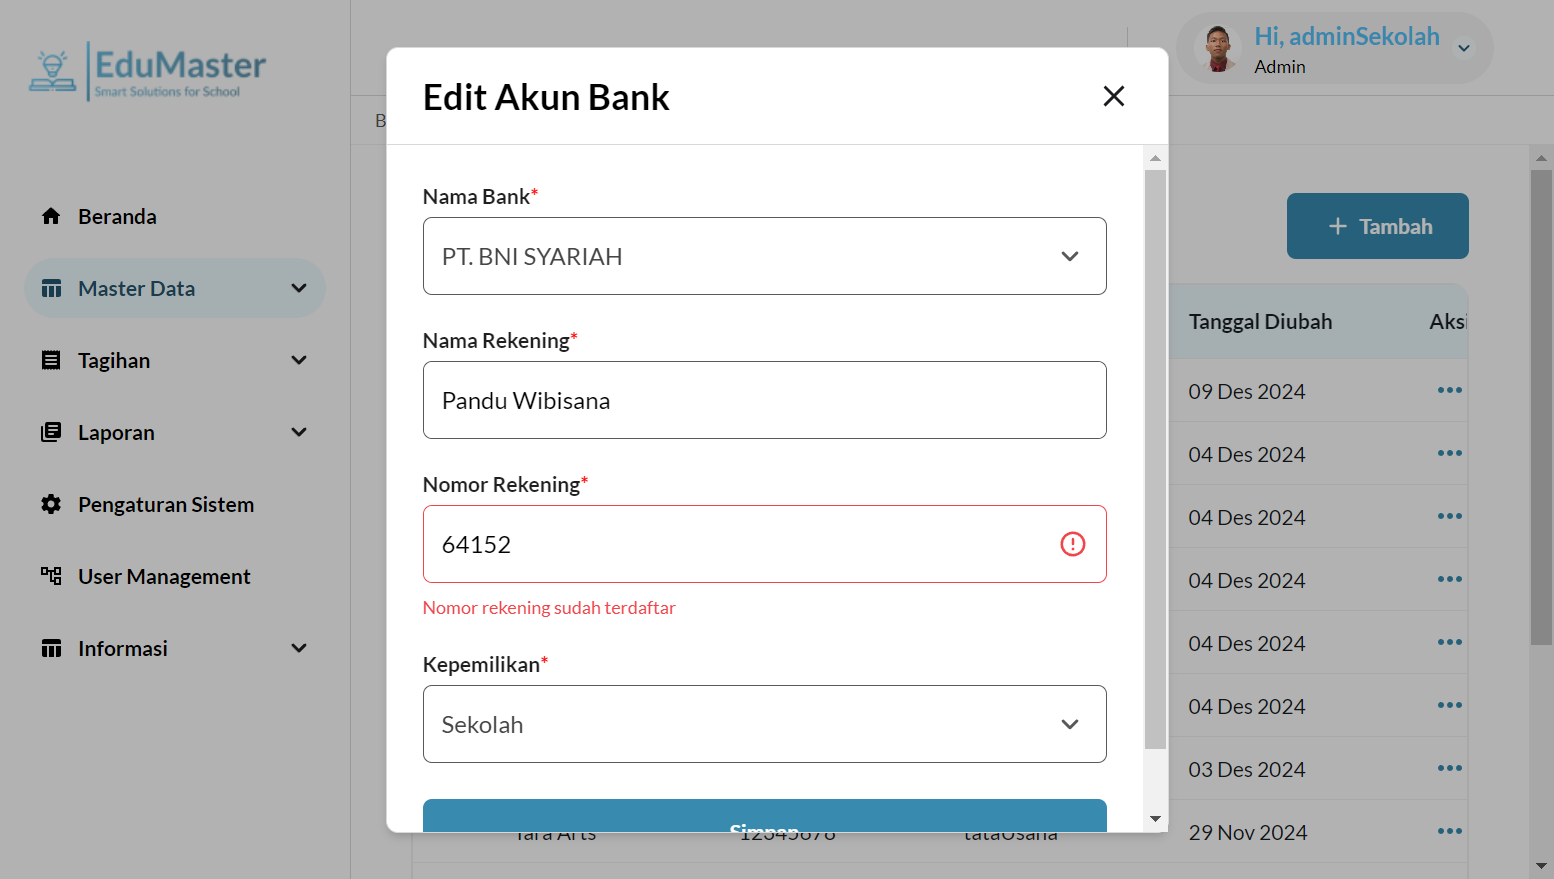 EduMaster
Smart Solutions for School
Hi, adminSekolah
Admin
B
Beranda
Master Data
Tagihan
Laporan
Pengaturan Sistem
User Management
Informasi
Edit Akun Bank
Nama Bank*
PT. BNI SYARIAH
Nama Rekening*
Pandu Wibisana
Nomor Rekening*
64152
Nomor rekening sudah terdaftar
Kepemilikan*
Sekolah
Simpan
+ Tambah
Tanggal Diubah Aksi
09 Des 2024
04 Des 2024
04 Des 2024
04 Des 2024
04 Des 2024
04 Des 2024
03 Des 2024
Tara Arts 12345678 tataUsaha 29 Nov 2024